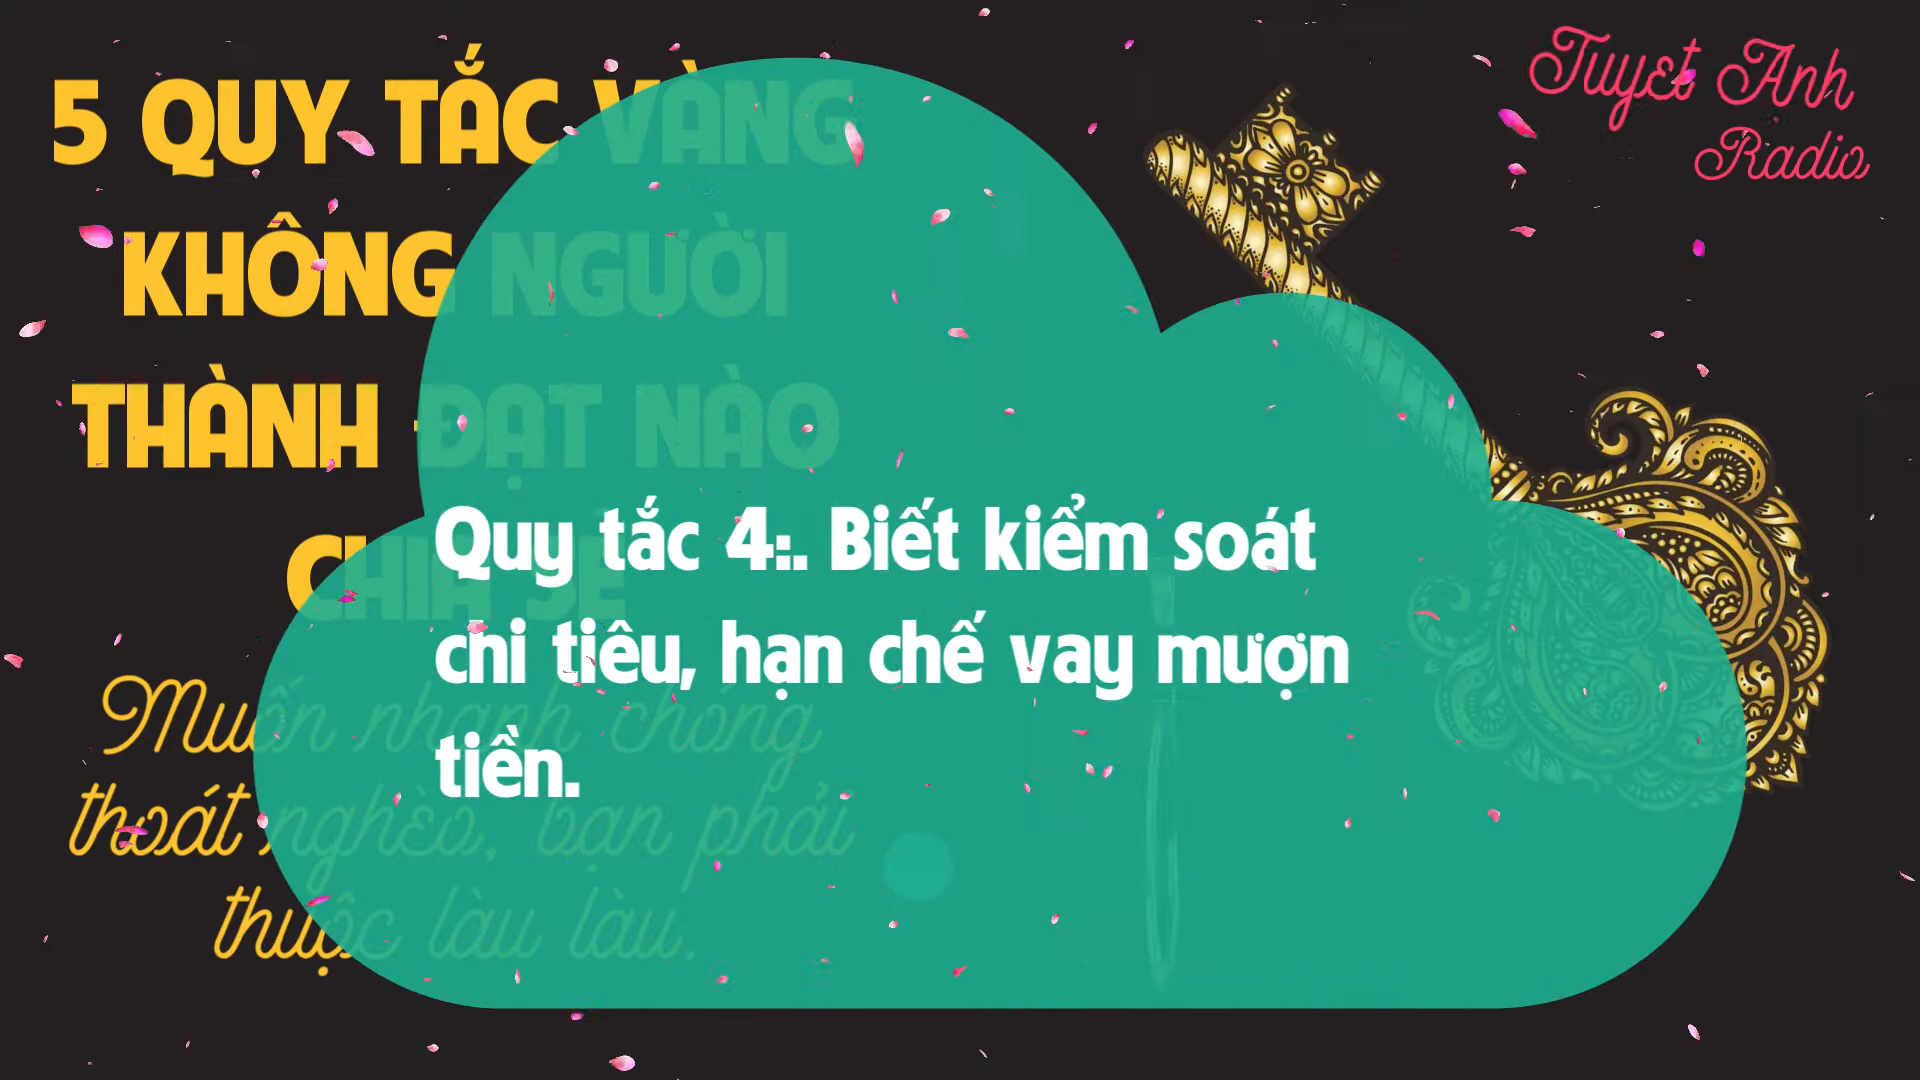 5 QUY TẮC VÀNG
KHÔNG NGƯỜI
THÀNH ĐẠT NÀO
CHIA SẺ
Muốn nhanh chóng
thoát nghèo, bạn phải
thuộc làu làu.
Tuyet Anh
Radio
Quy tắc 4:. Biết kiểm soát
chi tiêu, hạn chế vay mượn
tiền.